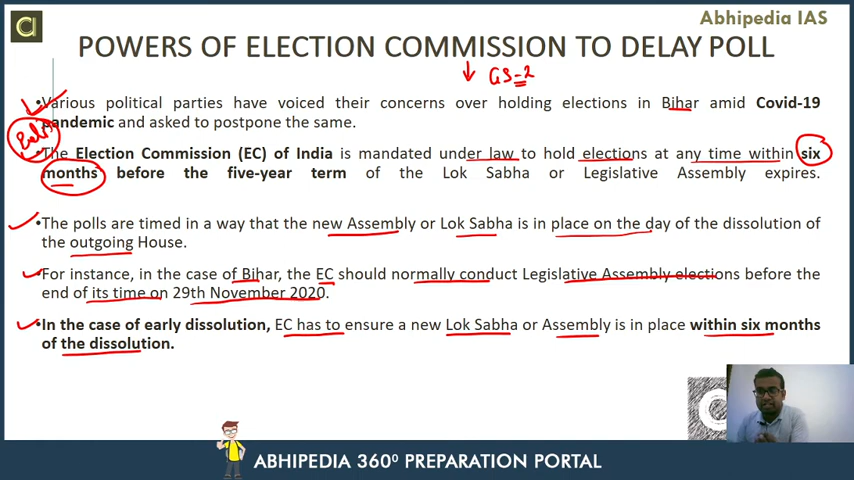 Abhipedia IAS
POWERS OF ELECTION COMMISSION TO DELAY POLL
GS-2
•Various political parties have voiced their concerns over holding elections in Bihar amid Covid-19
pandemic and asked to postpone the same.
•The Election Commission (EC) of India is mandated under law to hold elections at any time within six
months before the five-year term of the Lok Sabha or Legislative Assembly expires.
•The polls are timed in a way that the new Assembly or Lok Sabha is in place on the day of the dissolution of
the outgoing House.
•For instance, in the case of Bihar, the EC should normally conduct Legislative Assembly elections before the
end of its time on 29th November 2020.
•In the case of early dissolution, EC has to ensure a new Lok Sabha or Assembly is in place within six months
of the dissolution.
ABHIPEDIA 360⁰ PREPARATION PORTAL